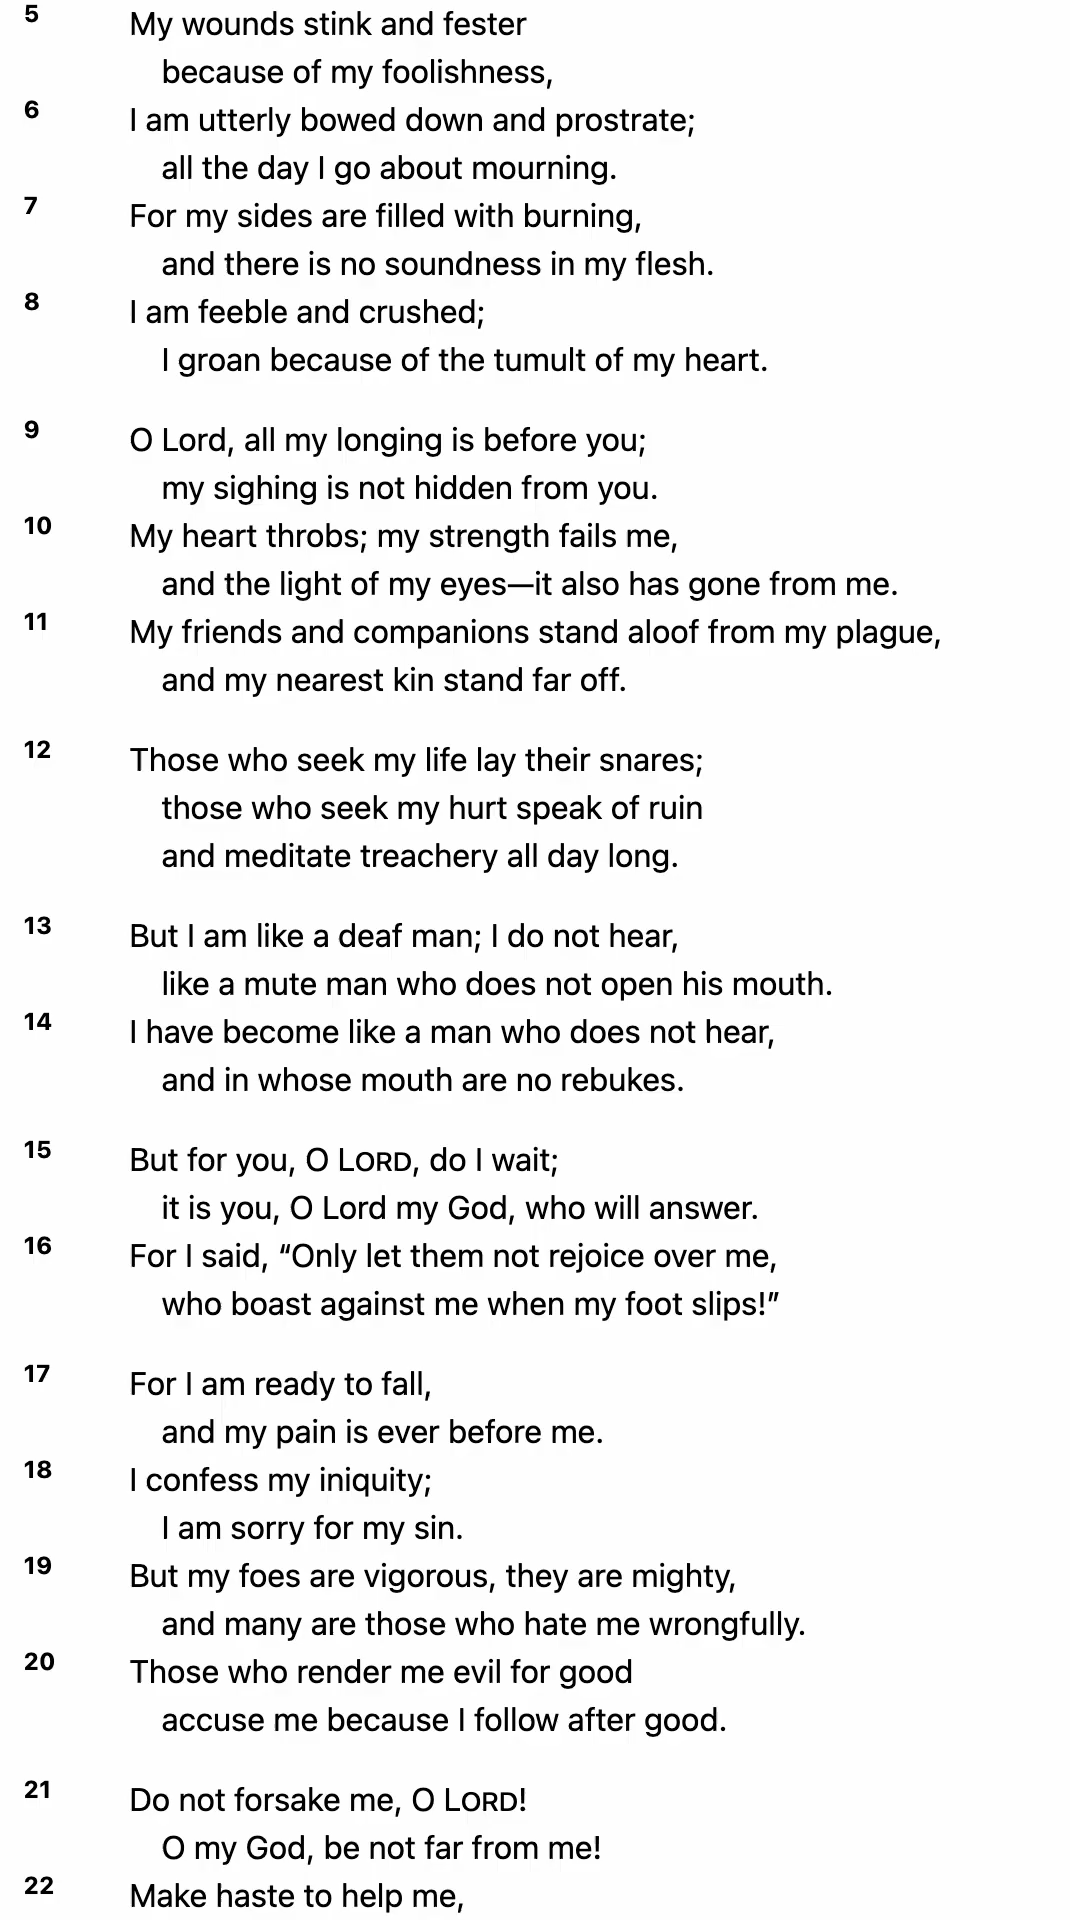 5 My wounds stink and fester
because of my foolishness,
6 I am utterly bowed down and prostrate;
all the day I go about mourning.
7 For my sides are filled with burning,
and there is no soundness in my flesh.
8 I am feeble and crushed;
I groan because of the tumult of my heart.
9 O Lord, all my longing is before you;
my sighing is not hidden from you.
10 My heart throbs; my strength fails me,
and the light of my eyes—it also has gone from me.
11 My friends and companions stand aloof from my plague,
and my nearest kin stand far off.
12 Those who seek my life lay their snares;
those who seek my hurt speak of ruin
and meditate treachery all day long.
13 But I am like a deaf man; I do not hear,
like a mute man who does not open his mouth.
14 I have become like a man who does not hear,
and in whose mouth are no rebukes.
15 But for you, O LORD, do I wait;
it is you, O Lord my God, who will answer.
16 For I said, “Only let them not rejoice over me,
who boast against me when my foot slips!”
17 For I am ready to fall,
and my pain is ever before me.
18 I confess my iniquity;
I am sorry for my sin.
19 But my foes are vigorous, they are mighty,
and many are those who hate me wrongfully.
20 Those who render me evil for good
accuse me because I follow after good.
21 Do not forsake me, O LORD!
O my God, be not far from me!
22 Make haste to help me,